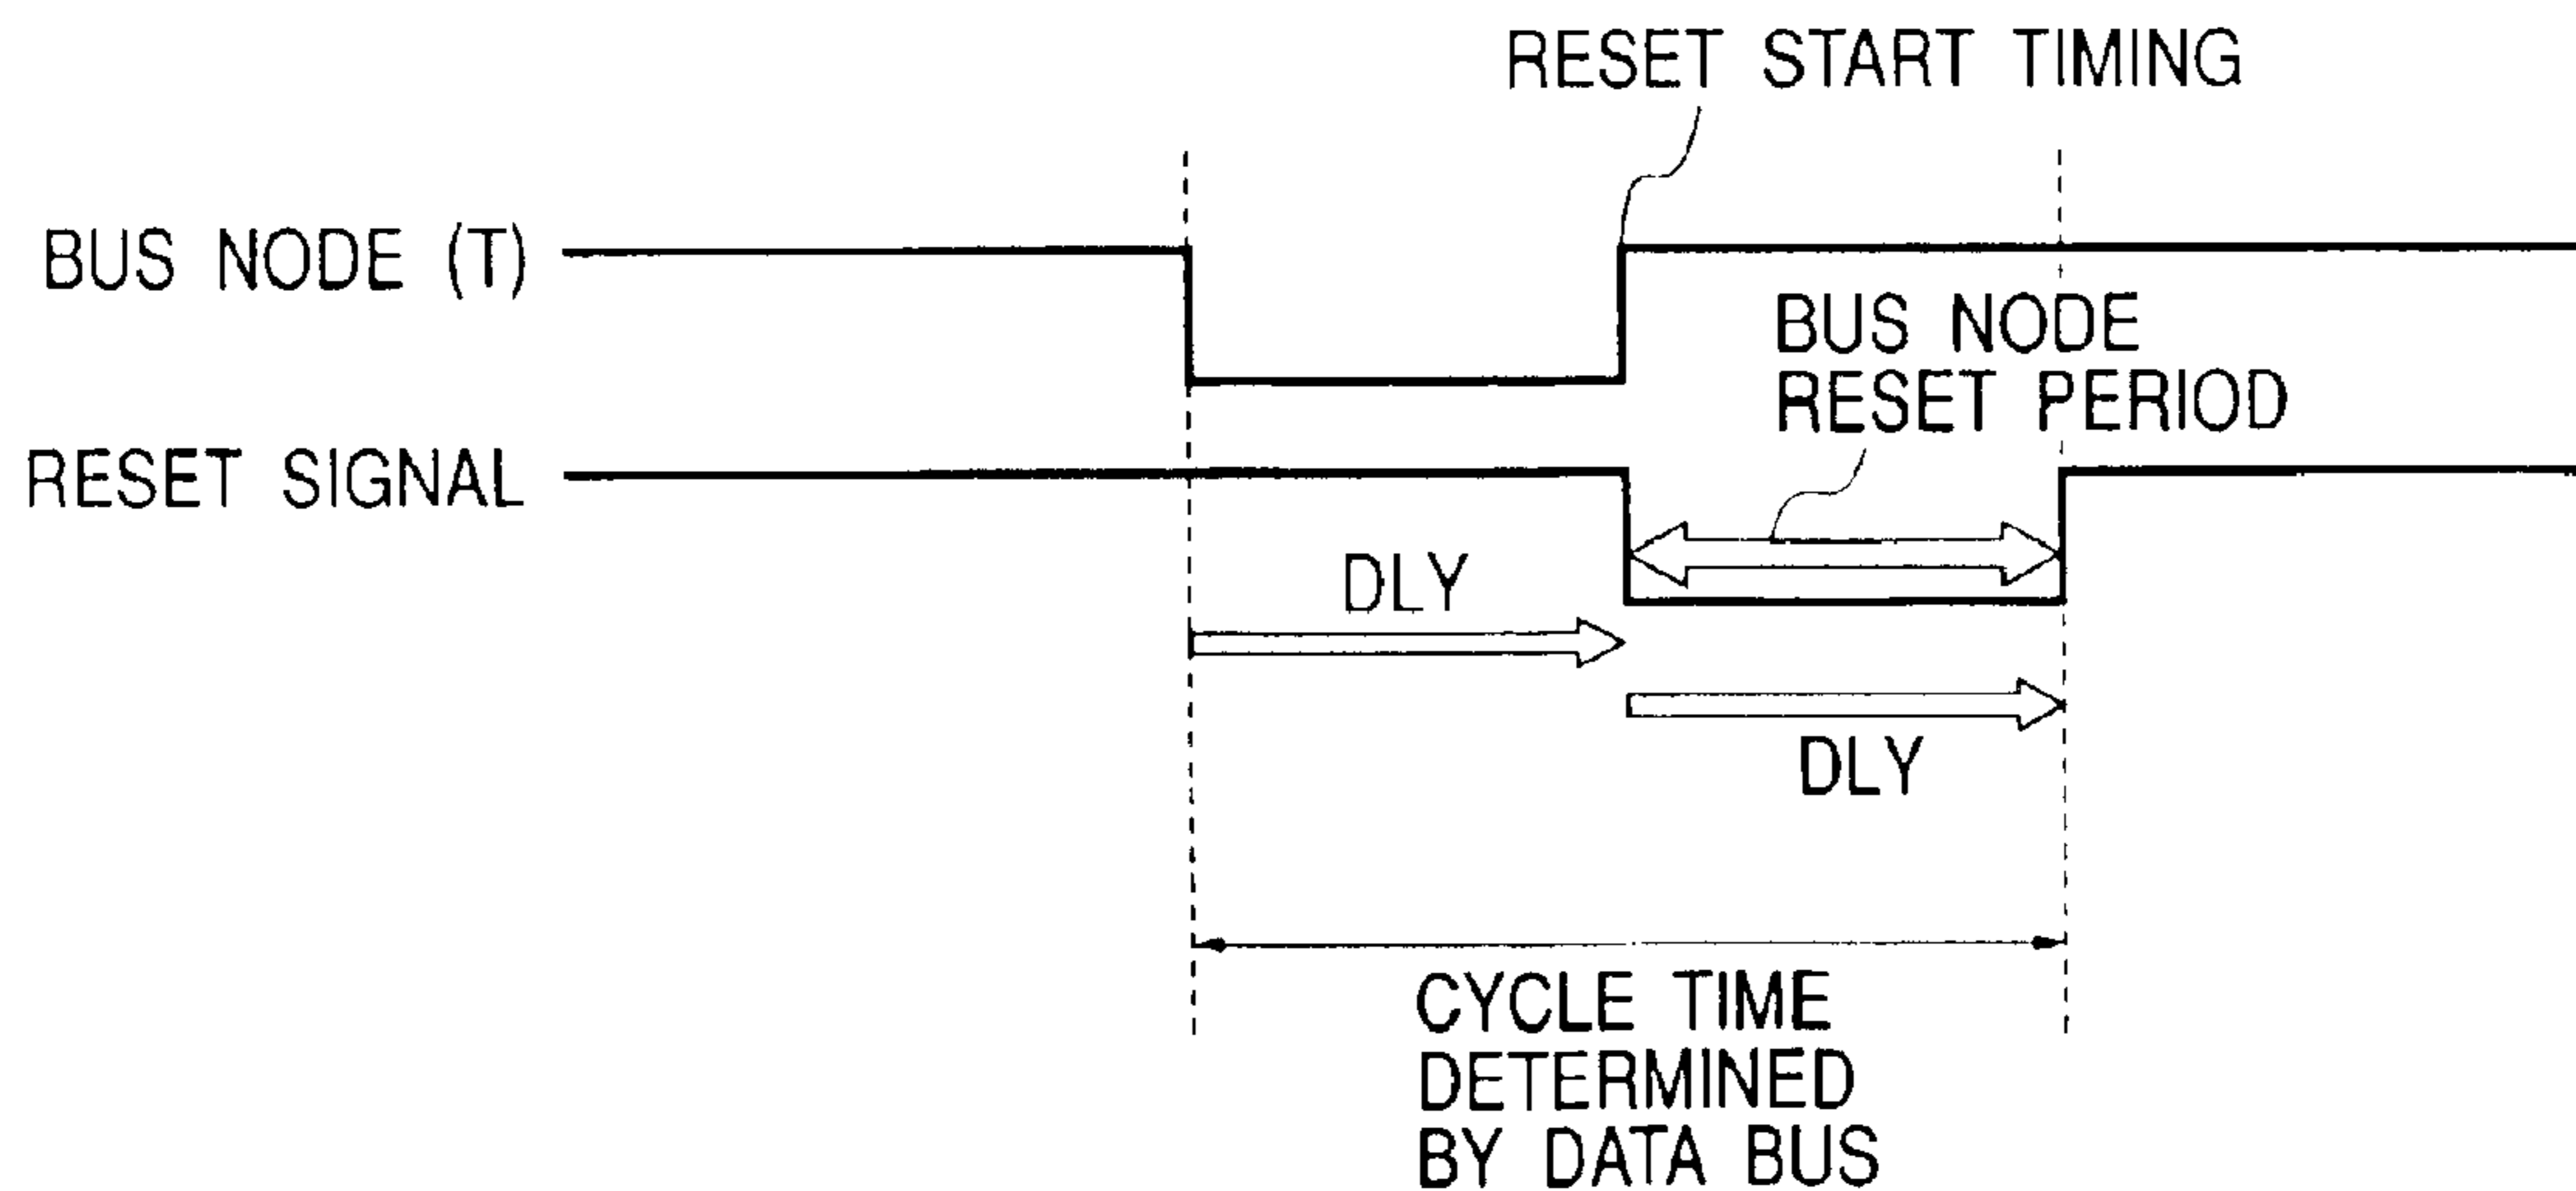 RESET START TIMING
BUS NODE (T)
BUS NODE
RESET PERIOD
RESET SIGNAL
DLY
DLY
CYCLE TIME
DETERMINED
BY DATA BUS